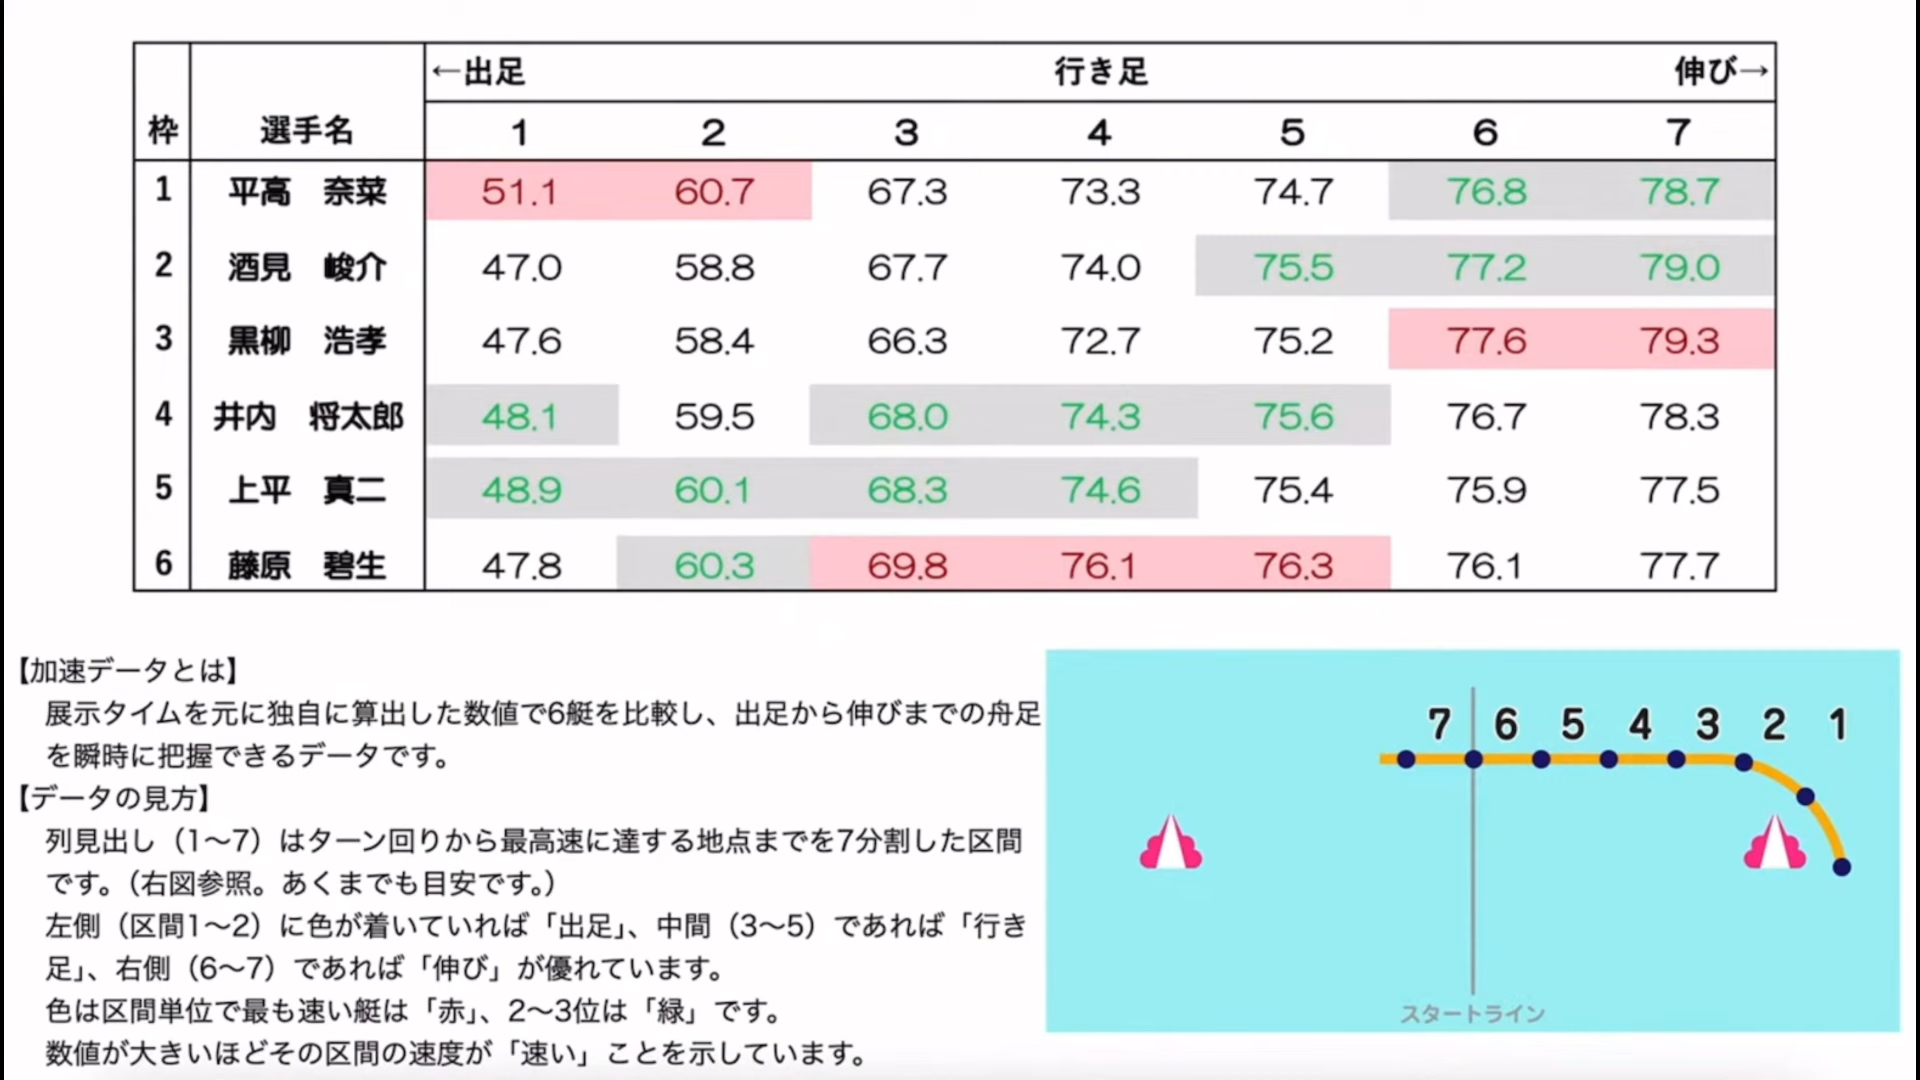 ←出足 行き足 伸び→
枠 選手名 1 2 3 4 5 6 7
1 平高 奈菜 51.1 60.7 67.3 73.3 74.7 76.8 78.7
2 酒見 峻介 47.0 58.8 67.7 74.0 75.5 77.2 79.0
3 黒柳 浩孝 47.6 58.4 66.3 72.7 75.2 77.6 79.3
4 井内 将太郎 48.1 59.5 68.0 74.3 75.6 76.7 78.3
5 上平 真二 48.9 60.1 68.3 74.6 75.4 75.9 77.5
6 藤原 碧生 47.8 60.3 69.8 76.1 76.3 76.1 77.7
【加速データとは】
展示タイムを元に独自に算出した数値で6艇を比較し、出足から伸びまでの舟足
を瞬時に把握できるデータです。
【データの見方】
列見出し（1〜7）はターン回りから最高速に達する地点までを7分割した区間
です。（右図参照。あくまでも目安です。）
左側（区間1〜2）に色が着いていれば「出足」、中間（3〜5）であれば「行き
足」、右側（6〜7）であれば「伸び」が優れています。
色は区間単位で最も速い艇は「赤」、2〜3位は「緑」です。
数値が大きいほどその区間の速度が「速い」ことを示しています。
7 6 5 4 3 2 1
スタートライン